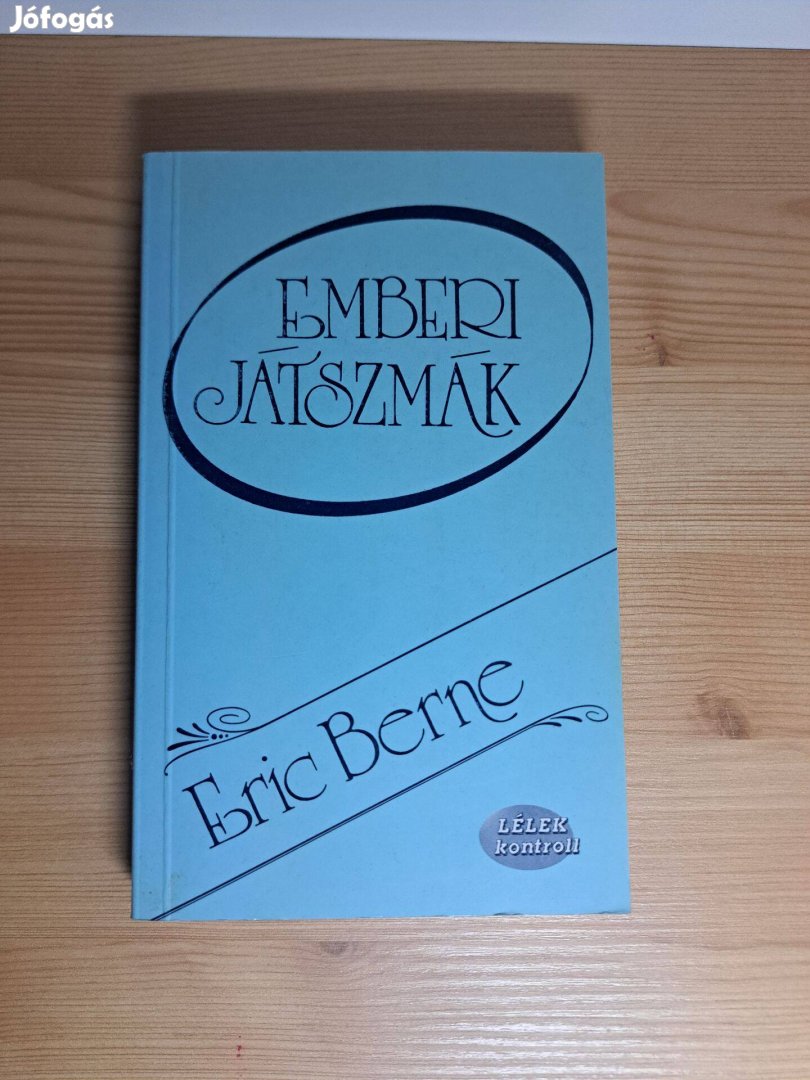 Jófogás
EMBERI
JÁTSZMÁK
Eric Berne
LÉLEK
kontroll